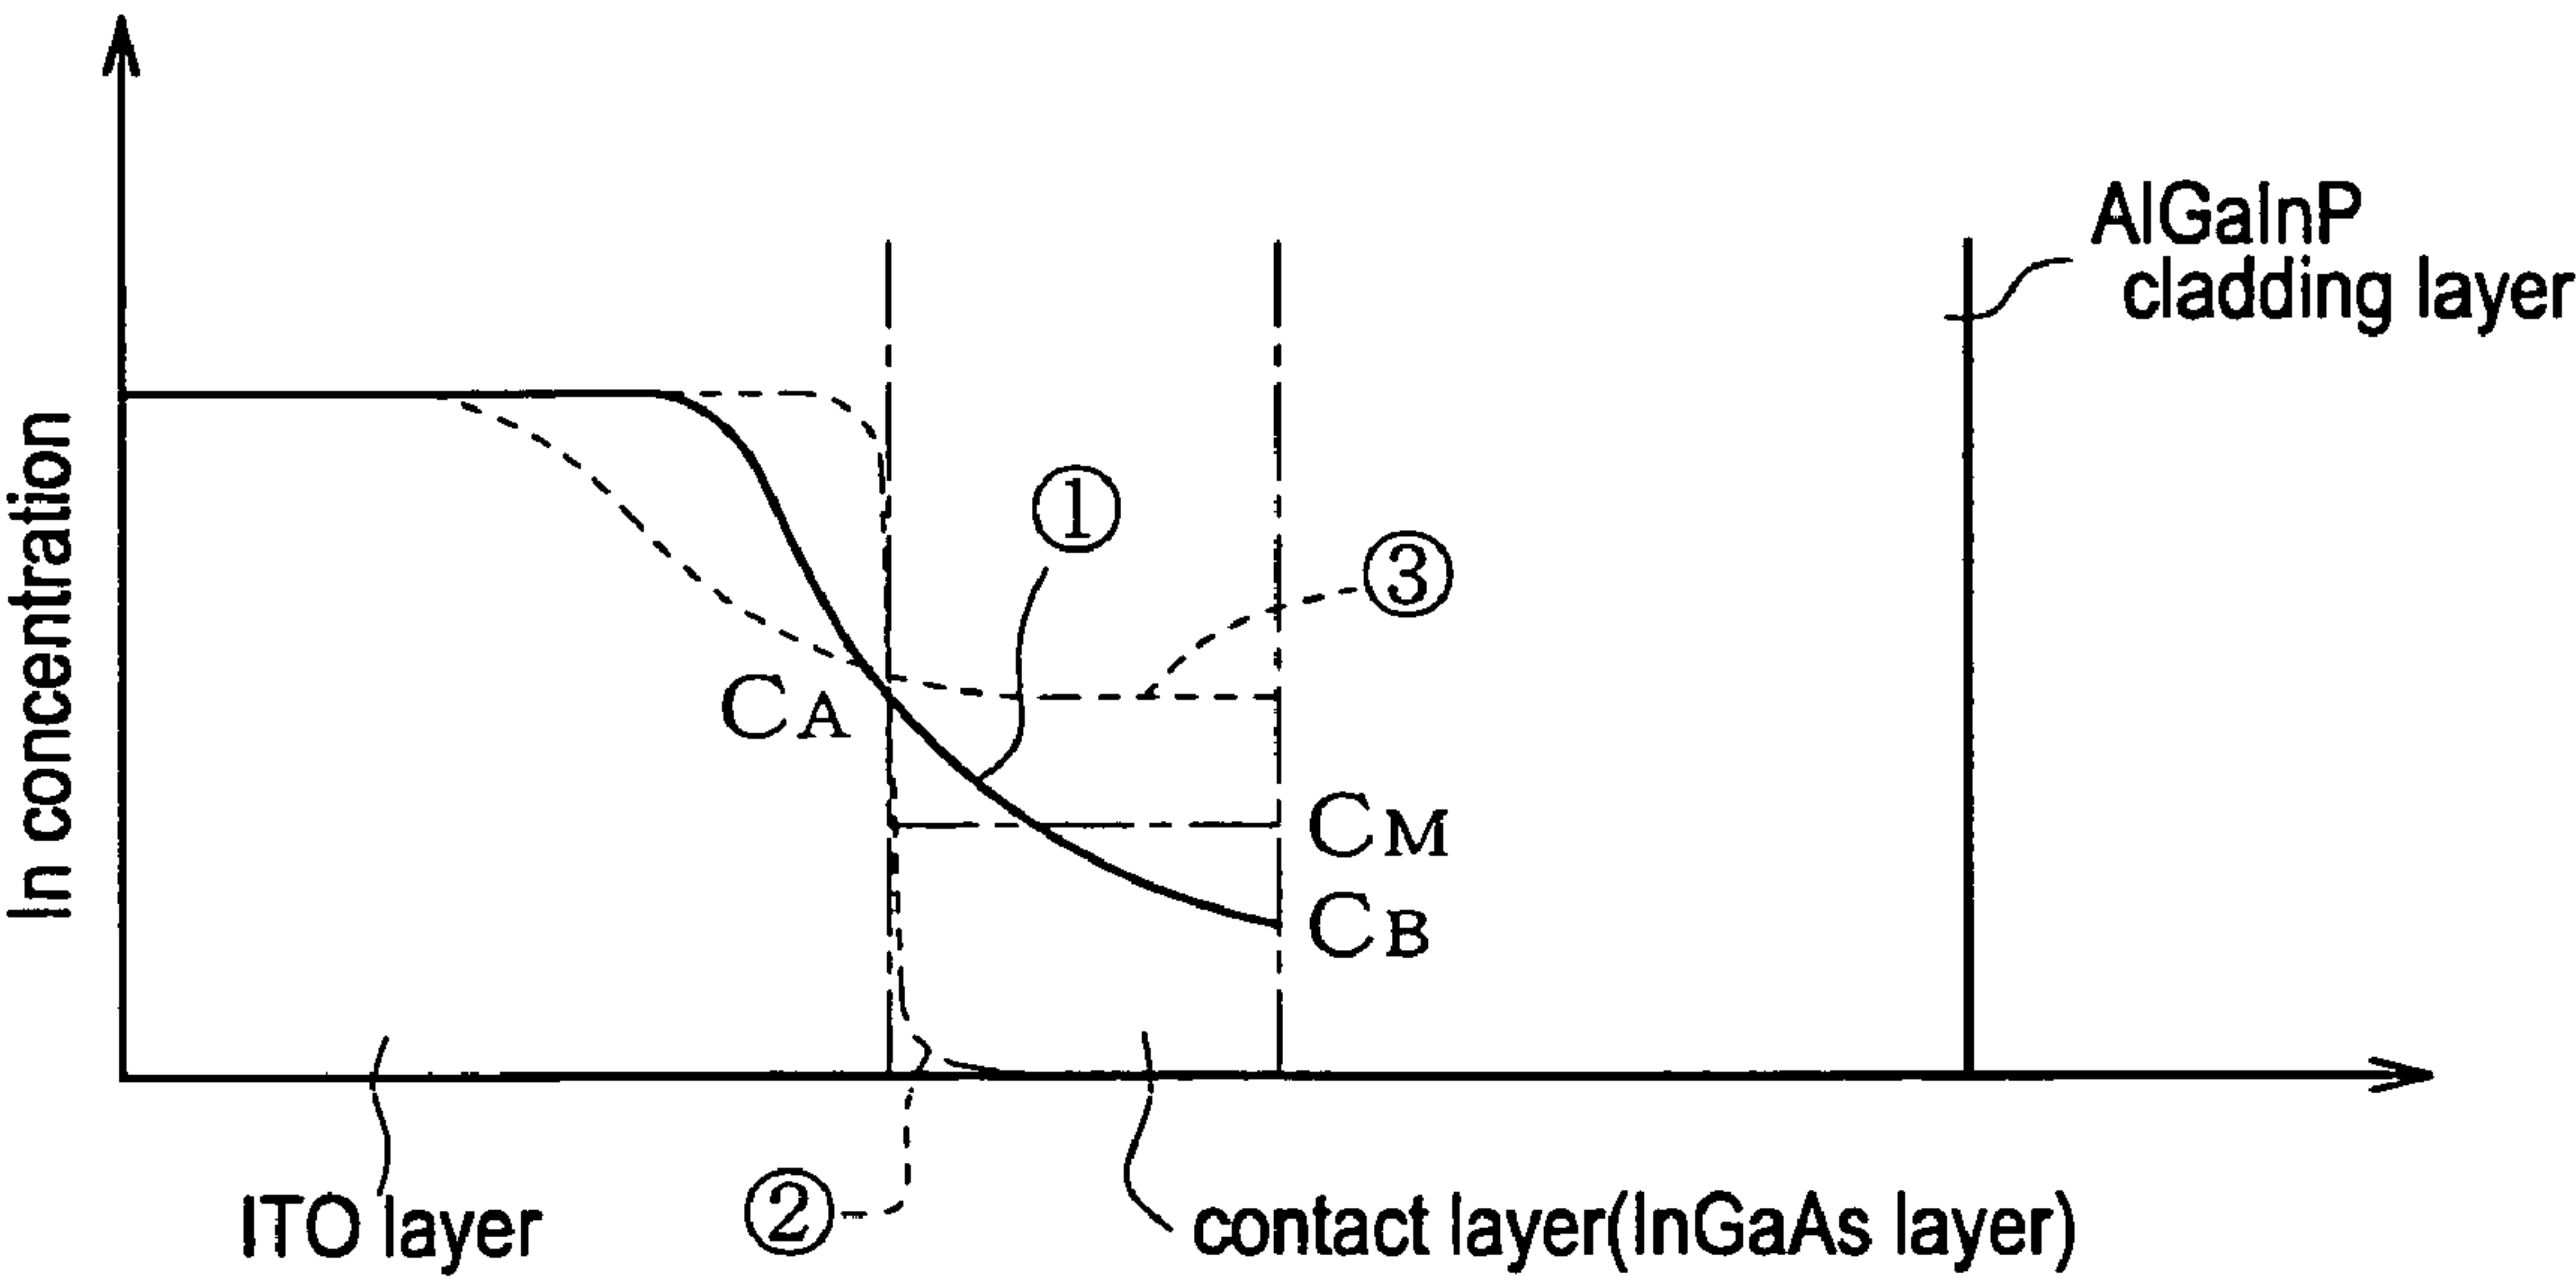 In concentration
AlGaInP
cladding layer
①
③
CA
CM
CB
②
ITO layer
contact layer(InGaAs layer)